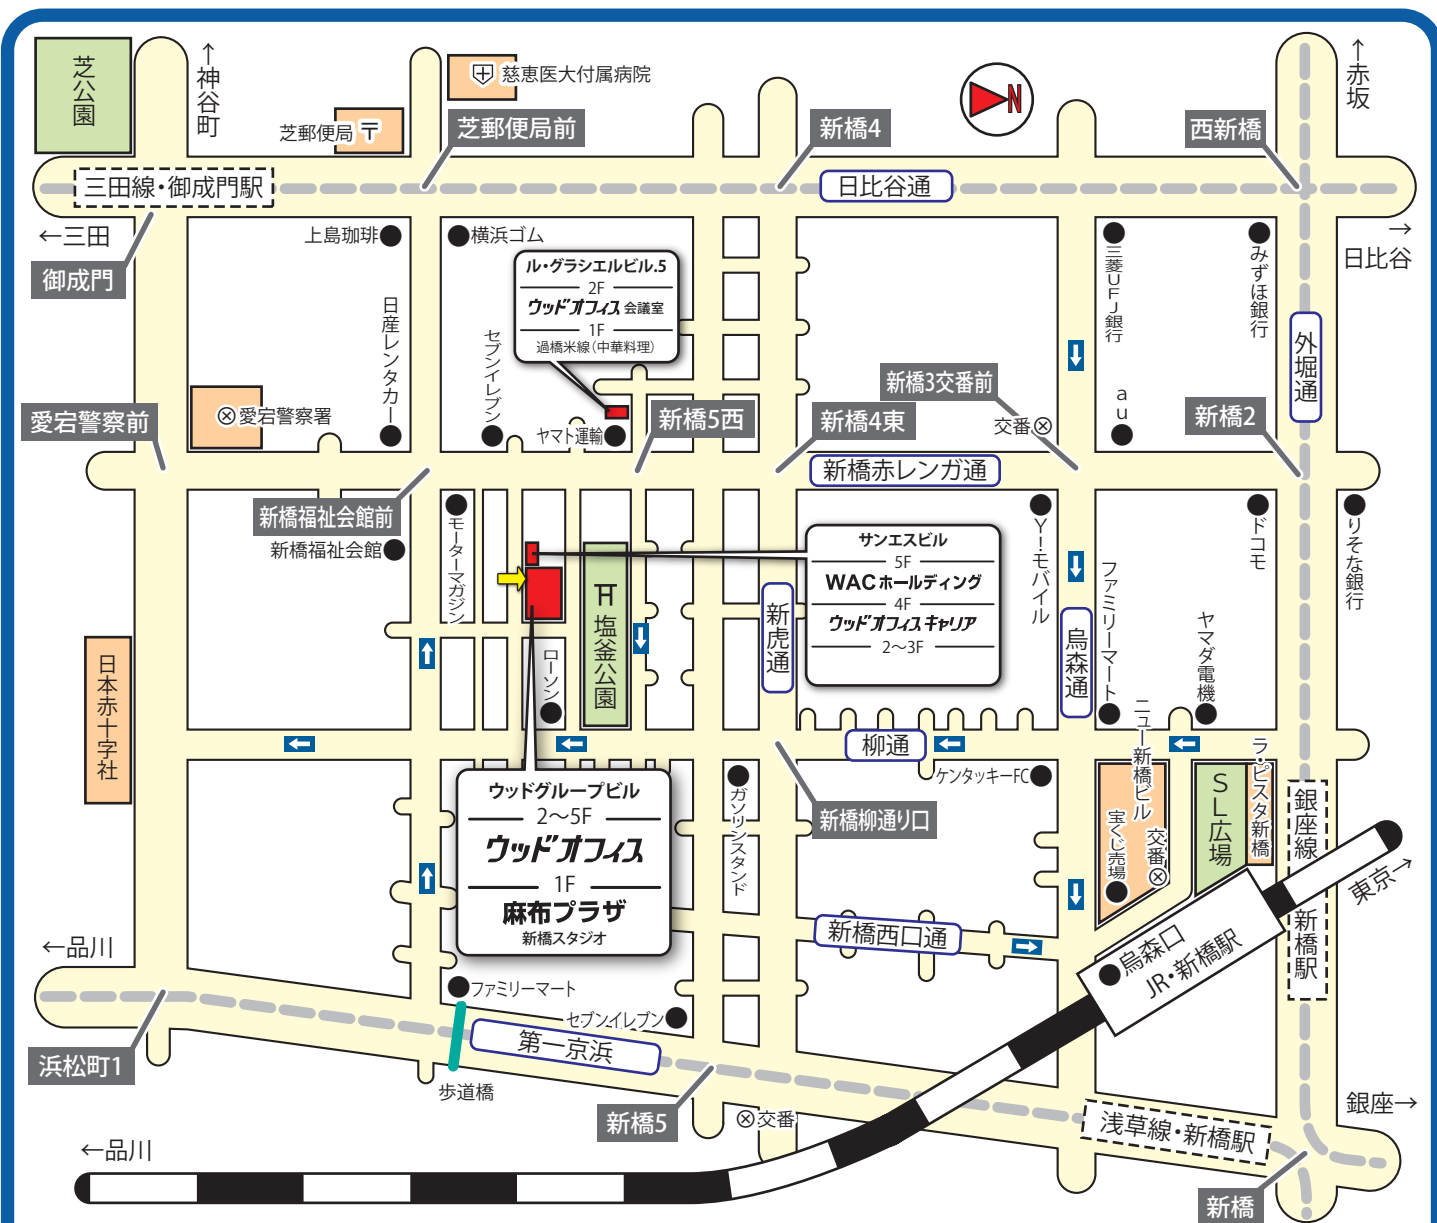 芝公園
↑神谷町
慈恵医大付属病院
芝郵便局 〒
芝郵便局前
新橋4
N
西新橋
↑赤坂
三田線・御成門駅
日比谷通
←三田
御成門
上島珈琲
横浜ゴム
ル・グラシエルビル.5
2F
ウッドオフィス 会議室
1F
過橋米線(中華料理)
三菱UFJ銀行
みずほ銀行
→
日比谷
日産レンタカー
セブンイレブン
外堀通
愛宕警察前
愛宕警察署
ヤマト運輸
新橋5西
新橋4東
新橋3交番前
交番
au
新橋2
新橋赤レンガ通
新橋福祉会館前
新橋福祉会館
モーターマガジン
サンエスビル
5F
WACホールディング
4F
ウッドオフィスキャリア
2〜3F
Y!モバイル
ドコモ
りそな銀行
ファミリーマート
塩釜公園
新虎通
烏森通
ヤマダ電機
日本赤十字社
ローソン
柳通
ニュー新橋ビル
ラ・ピスタ新橋
ウッドグループビル
2〜5F
ウッドオフィス
1F
麻布プラザ
新橋スタジオ
ガソリンスタンド
新橋柳通り口
ケンタッキーFC
宝くじ売場
交番
SL広場
銀座線・新橋駅
東京→
新橋西口通
烏森口
JR・新橋駅
←品川
浜松町1
ファミリーマート
セブンイレブン
第一京浜
歩道橋
新橋5
交番
浅草線・新橋駅
銀座→
←品川
新橋